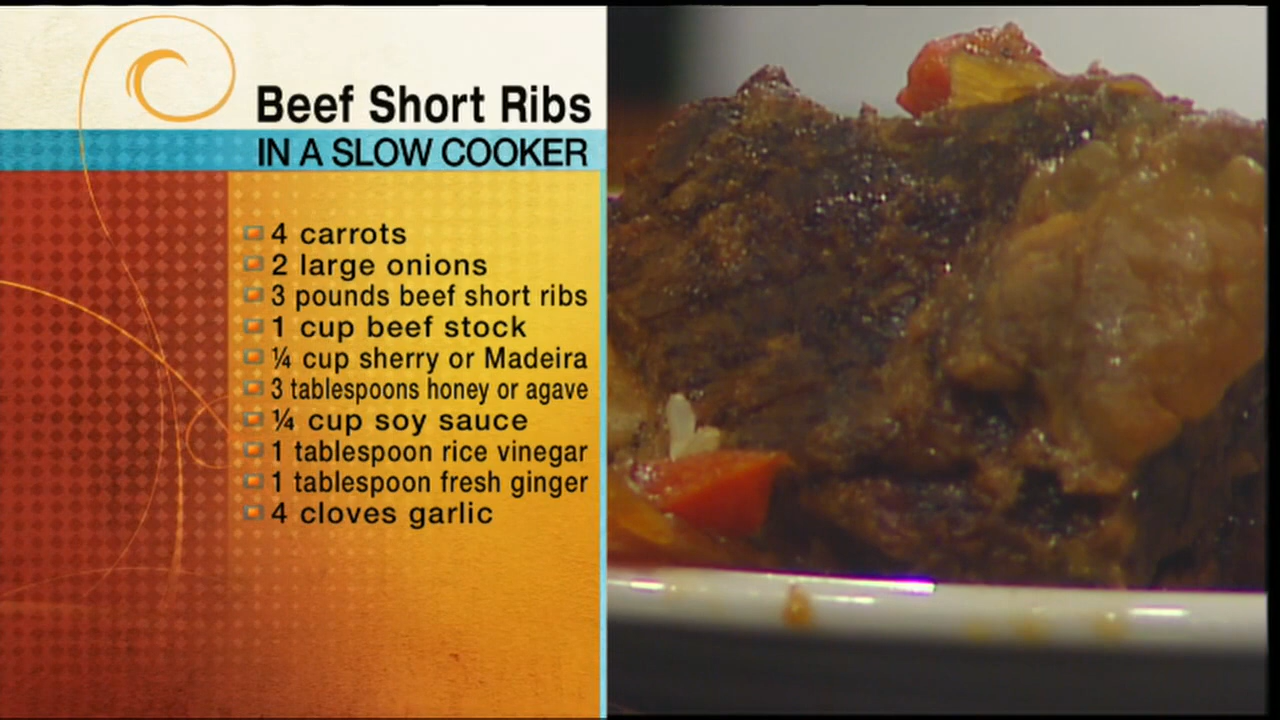 Beef Short Ribs
IN A SLOW COOKER
4 carrots
2 large onions
3 pounds beef short ribs
1 cup beef stock
¼ cup sherry or Madeira
3 tablespoons honey or agave
¼ cup soy sauce
1 tablespoon rice vinegar
1 tablespoon fresh ginger
4 cloves garlic